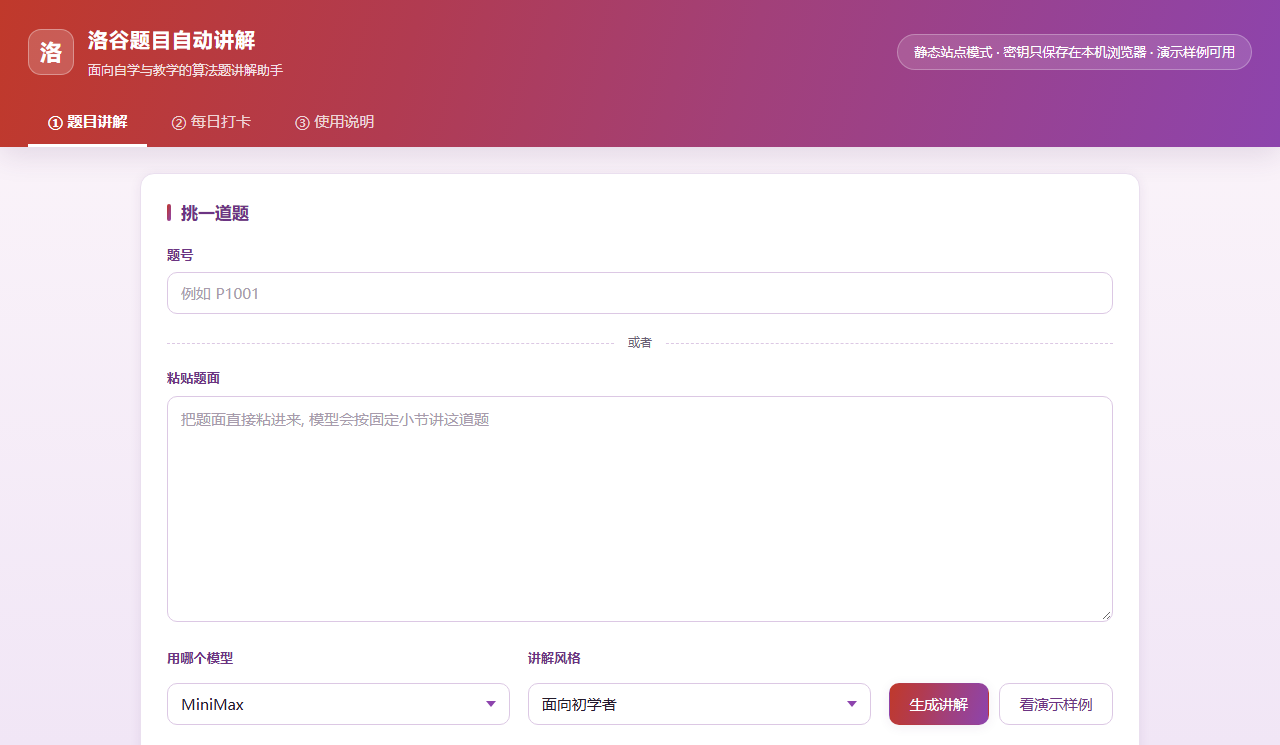 洛
洛谷题目自动讲解
面向自学与教学的算法题讲解助手
静态站点模式 · 密钥只保存在本机浏览器 · 演示样例可用
① 题目讲解
② 每日打卡
③ 使用说明
挑一道题
题号
例如 P1001
或者
粘贴题面
把题面直接粘进来, 模型会按固定小节讲这道题
用哪个模型
讲解风格
MiniMax
面向初学者
生成讲解
看演示样例